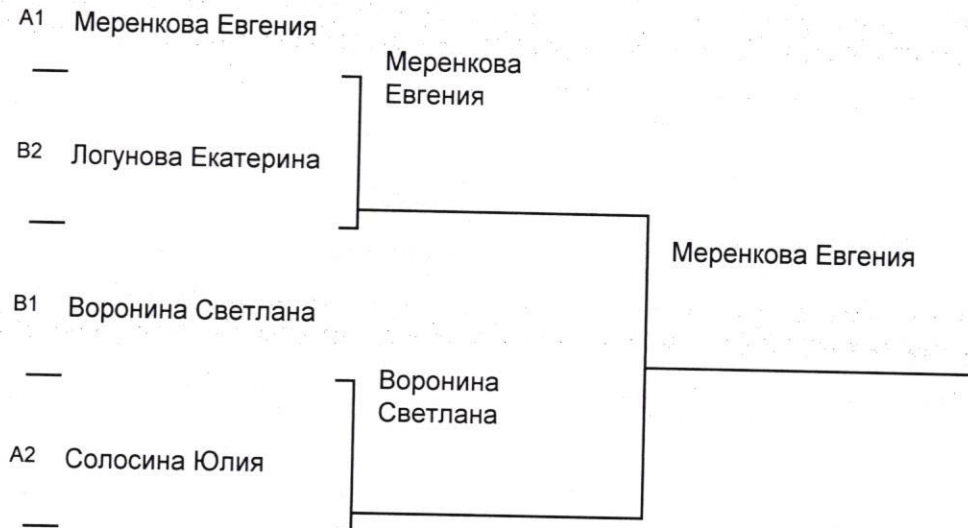 A1 Меренкова Евгения
Меренкова
Евгения
B2 Логунова Екатерина
Меренкова Евгения
B1 Воронина Светлана
Воронина
Светлана
A2 Солосина Юлия